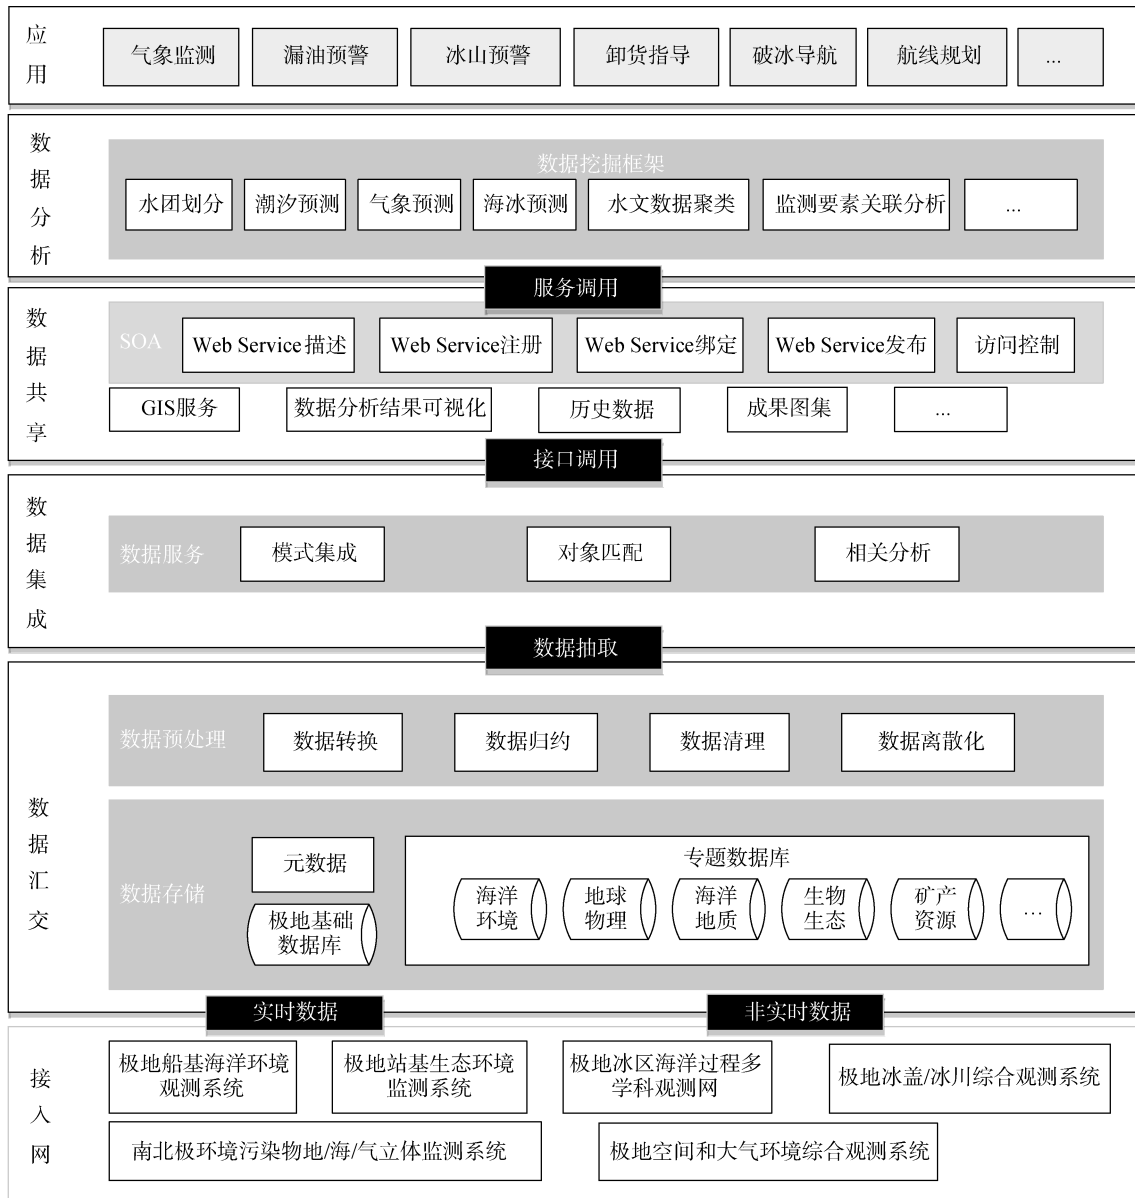 应用
气象监测
漏油预警
冰山预警
卸货指导
破冰导航
航线规划
...
数据分析
数据挖掘框架
水团划分
潮汐预测
气象预测
海冰预测
水文数据聚类
监测要素关联分析
...
服务调用
数据共享
SOA
Web Service描述
Web Service注册
Web Service绑定
Web Service发布
访问控制
GIS服务
数据分析结果可视化
历史数据
成果图集
...
接口调用
数据集成
数据服务
模式集成
对象匹配
相关分析
数据抽取
数据汇交
数据预处理
数据转换
数据归约
数据清理
数据离散化
数据存储
元数据
极地基础
数据库
专题数据库
海洋
环境
地球
物理
海洋
地质
生物
生态
矿产
资源
...
实时数据
非实时数据
接入网
极地船基海洋环境
观测系统
极地站基生态环境
监测系统
极地冰区海洋过程多
学科观测网
极地冰盖/冰川综合观测系统
南北极环境污染物地/海/气立体监测系统
极地空间和大气环境综合观测系统